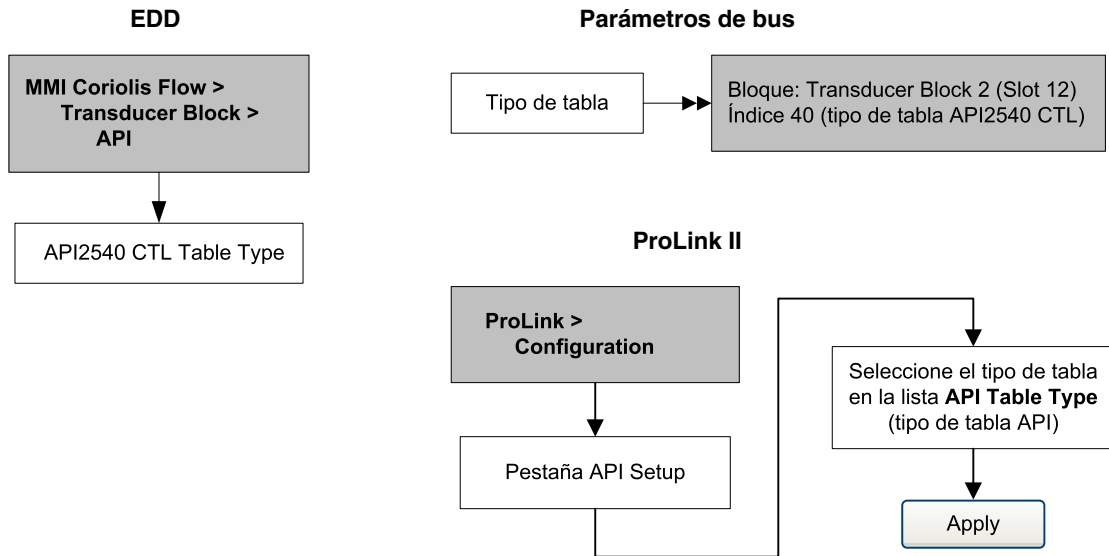 EDD
MMI Coriolis Flow >
Transducer Block >
API
API2540 CTL Table Type
Parámetros de bus
Tipo de tabla
Bloque: Transducer Block 2 (Slot 12)
Índice 40 (tipo de tabla API2540 CTL)
ProLink II
ProLink >
Configuration
Pestaña API Setup
Seleccione el tipo de tabla
en la lista API Table Type
(tipo de tabla API)
Apply